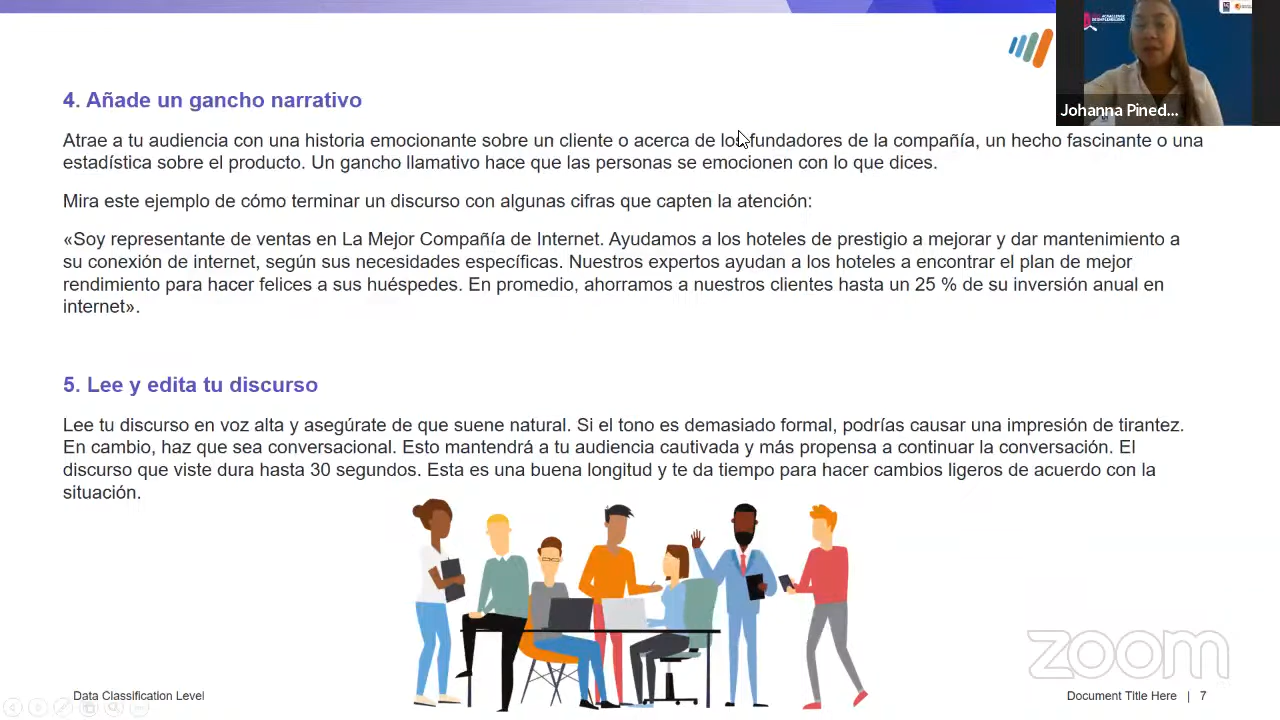 4. Añade un gancho narrativo
Atrae a tu audiencia con una historia emocionante sobre un cliente o acerca de los fundadores de la compañía, un hecho fascinante o una
estadística sobre el producto. Un gancho llamativo hace que las personas se emocionen con lo que dices.
Mira este ejemplo de cómo terminar un discurso con algunas cifras que capten la atención:
«Soy representante de ventas en La Mejor Compañía de Internet. Ayudamos a los hoteles de prestigio a mejorar y dar mantenimiento a
su conexión de internet, según sus necesidades específicas. Nuestros expertos ayudan a los hoteles a encontrar el plan de mejor
rendimiento para hacer felices a sus huéspedes. En promedio, ahorramos a nuestros clientes hasta un 25 % de su inversión anual en
internet».
Johanna Pined...
5. Lee y edita tu discurso
Lee tu discurso en voz alta y asegúrate de que suene natural. Si el tono es demasiado formal, podrías causar una impresión de tirantez.
En cambio, haz que sea conversacional. Esto mantendrá a tu audiencia cautivada y más propensa a continuar la conversación. El
discurso que viste dura hasta 30 segundos. Esta es una buena longitud y te da tiempo para hacer cambios ligeros de acuerdo con la
situación.
zoom
Data Classification Level
Document Title Here | 7